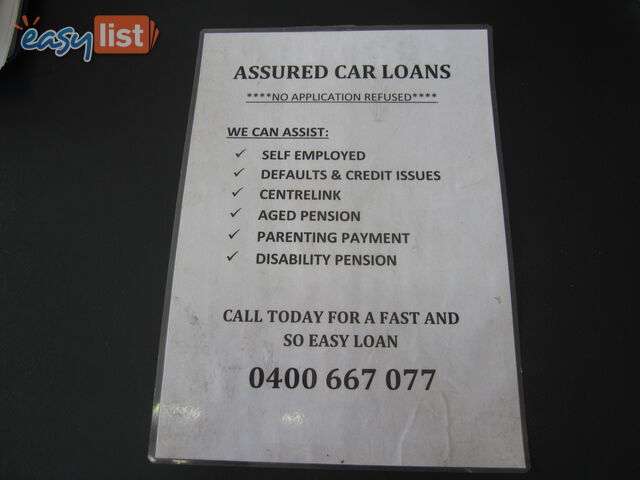 easylist
ASSURED CAR LOANS
****NO APPLICATION REFUSED****
WE CAN ASSIST:
✓ SELF EMPLOYED
✓ DEFAULTS & CREDIT ISSUES
✓ CENTRELINK
✓ AGED PENSION
✓ PARENTING PAYMENT
✓ DISABILITY PENSION
CALL TODAY FOR A FAST AND
SO EASY LOAN
0400 667 077